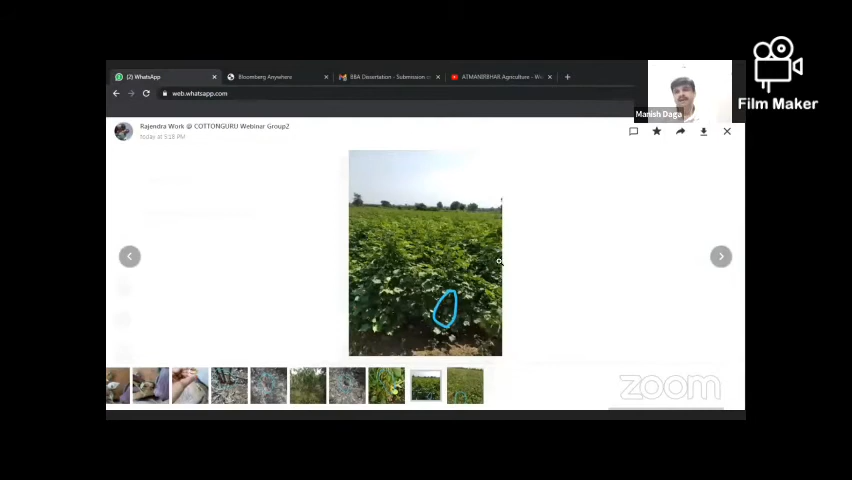 (2) WhatsApp
Bloomberg Anywhere
BBA Dissertation - Submission c
ATMANIRBHAR Agriculture - W
web.whatsapp.com
Manish Daga
Film Maker
Rajendra Work @ COTTONGURU Webinar Group2
today at 5:18 PM
zoom